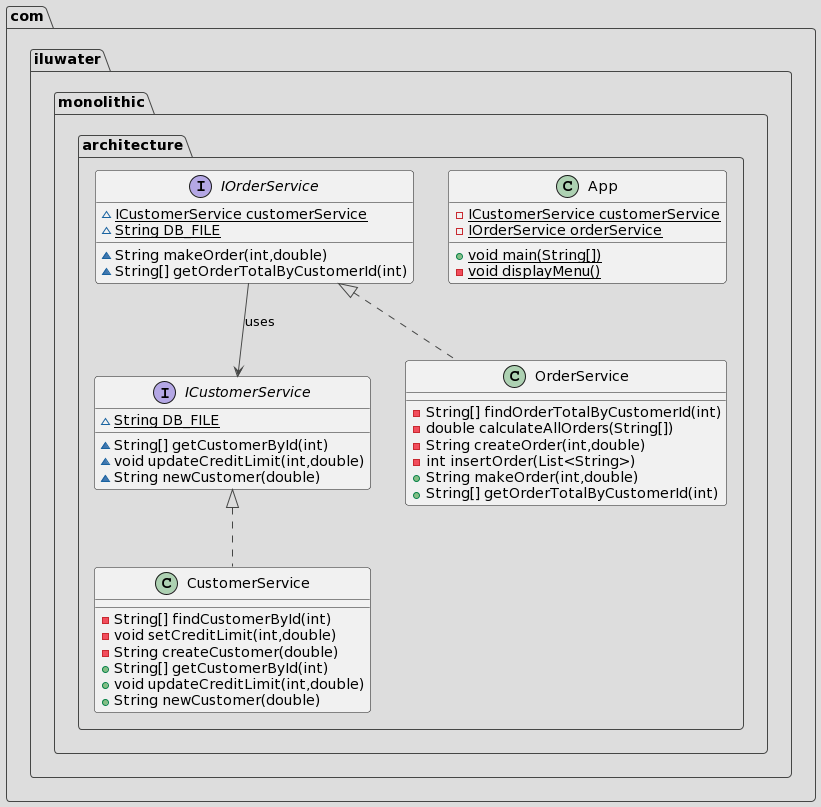 com
iluwater
monolithic
architecture
I IOrderService
ICustomerService customerService
String DB_FILE
String makeOrder(int,double)
String[] getOrderTotalByCustomerId(int)
C App
ICustomerService customerService
IOrderService orderService
void main(String[])
void displayMenu()
uses
I ICustomerService
String DB_FILE
String[] getCustomerById(int)
void updateCreditLimit(int,double)
String newCustomer(double)
C OrderService
String[] findOrderTotalByCustomerId(int)
double calculateAllOrders(String[])
String createOrder(int,double)
int insertOrder(List<String>)
String makeOrder(int,double)
String[] getOrderTotalByCustomerId(int)
C CustomerService
String[] findCustomerById(int)
void setCreditLimit(int,double)
String createCustomer(double)
String[] getCustomerById(int)
void updateCreditLimit(int,double)
String newCustomer(double)